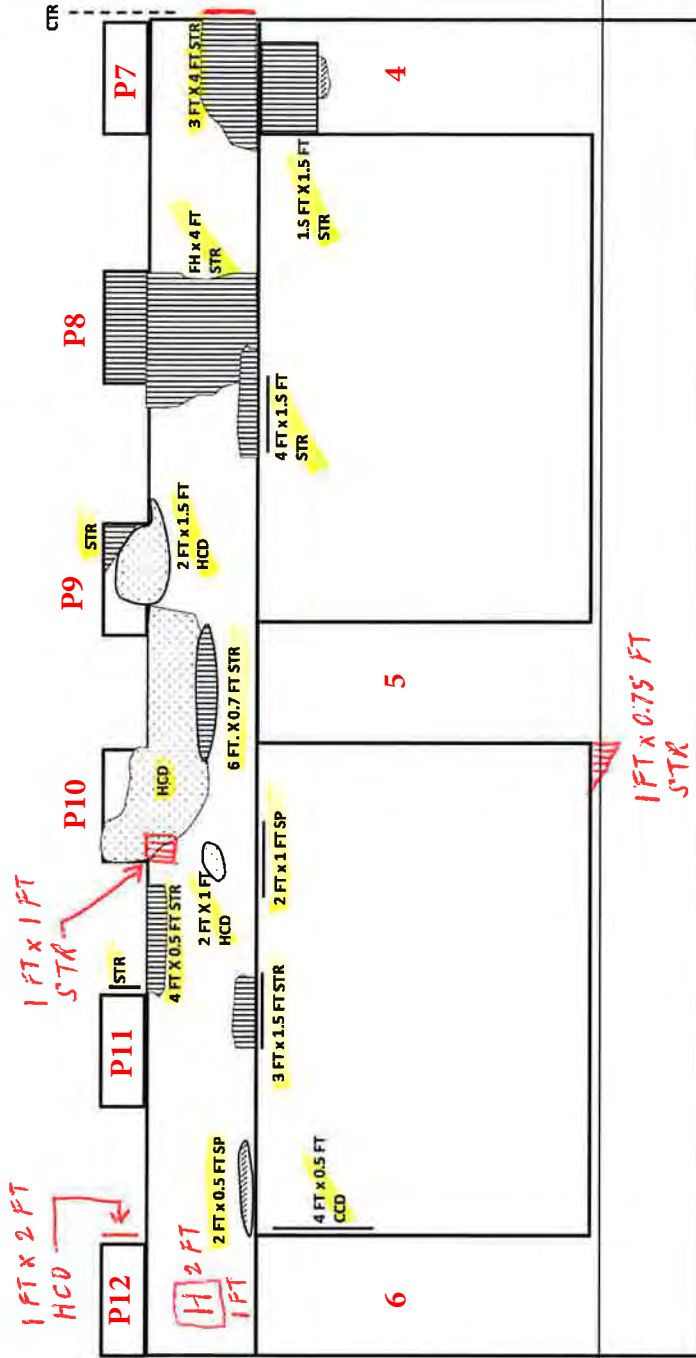 CTR
1 FT X 2 FT
HCD
1 FT X 1 FT
STR
P12
P11
P10
P9
P8
P7
STR
STR
HCD
4 FT X 0.5 FT STR
2 FT X 1 FT
HCD
2 FT x 1.5 FT
HCD
FH x 4 FT
STR
3 FT X 4 FT STR
H 2 FT
1 FT
2 FT x 0.5 FT SP
6 FT. X 0.7 FT STR
3 FT x 1.5 FT STR
2 FT x 1 FT SP
4 FT x 1.5 FT
STR
1.5 FT X 1.5 FT
STR
4 FT x 0.5 FT
CCD
6
5
4
1 FT x 0.75 FT
STR